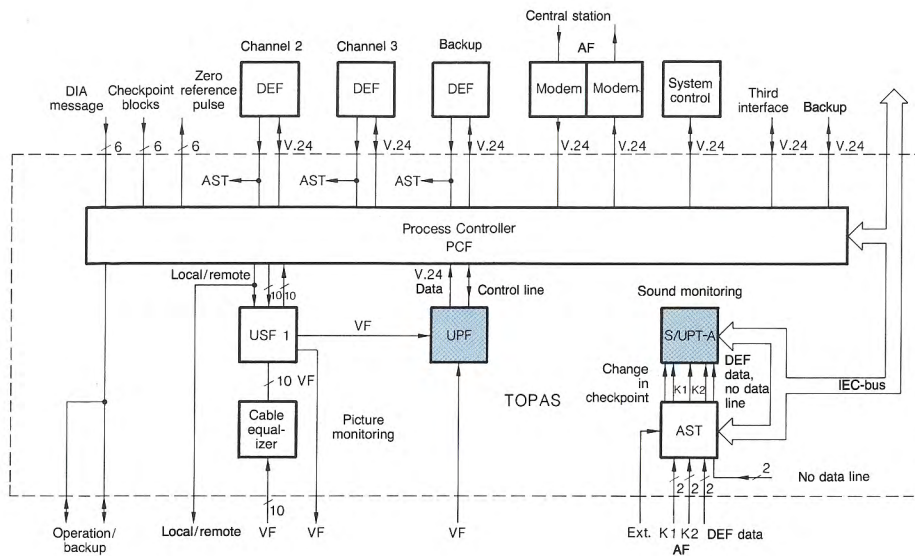 Central station
Channel 2
Channel 3
Backup
AF
DIA
message
Checkpoint
blocks
Zero
reference
pulse
DEF
DEF
DEF
Modem
Modem
System
control
Third
interface
Backup
6
6
6
V.24
V.24
V.24
V.24
V.24
V.24
V.24
V.24
AST
AST
AST
Process Controller
PCF
Local/remote
10
10
V.24
Data
Control line
Sound monitoring
USF 1
VF
UPF
S/UPT-A
Change
in
checkpoint
K1
K2
DEF
data,
no data
line
IEC-bus
10 VF
TOPAS
Cable
equal-
izer
Picture
monitoring
AST
2
No data line
10
2
2
2
Operation/
backup
Local/remote
VF
VF
VF
Ext.
K1
K2
DEF data
AF